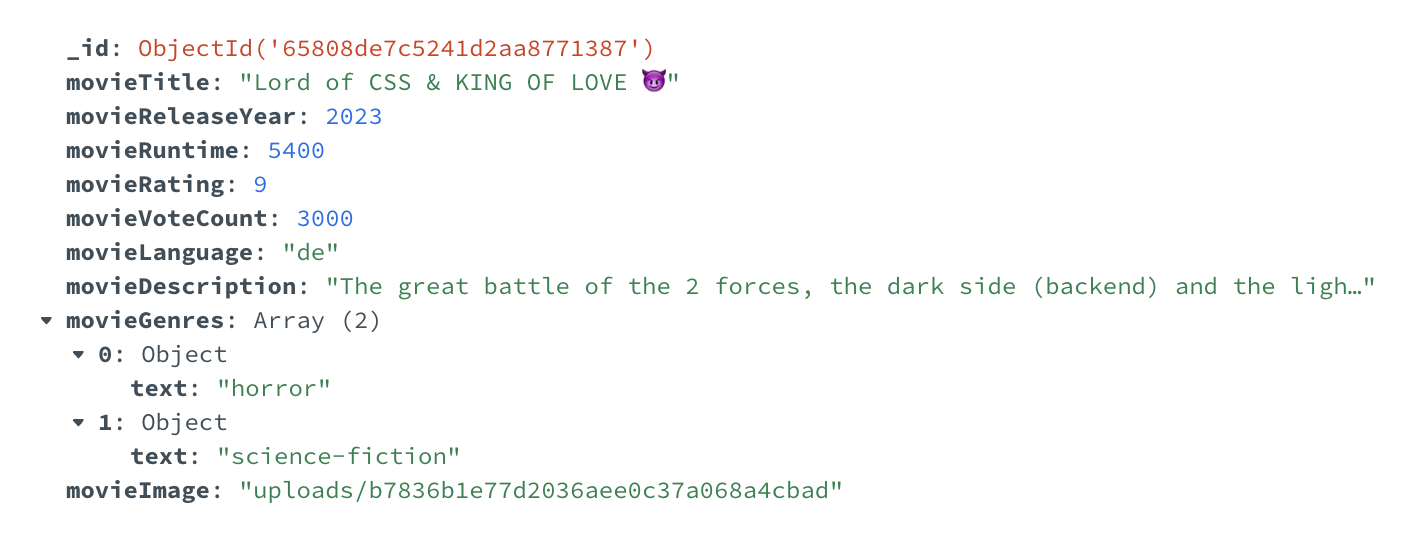 _id: ObjectId('65808de7c5241d2aa8771387')
movieTitle: "Lord of CSS & KING OF LOVE 😈"
movieReleaseYear: 2023
movieRuntime: 5400
movieRating: 9
movieVoteCount: 3000
movieLanguage: "de"
movieDescription: "The great battle of the 2 forces, the dark side (backend) and the ligh…"
movieGenres: Array (2)
0: Object
text: "horror"
1: Object
text: "science-fiction"
movieImage: "uploads/b7836b1e77d2036aee0c37a068a4cbad"